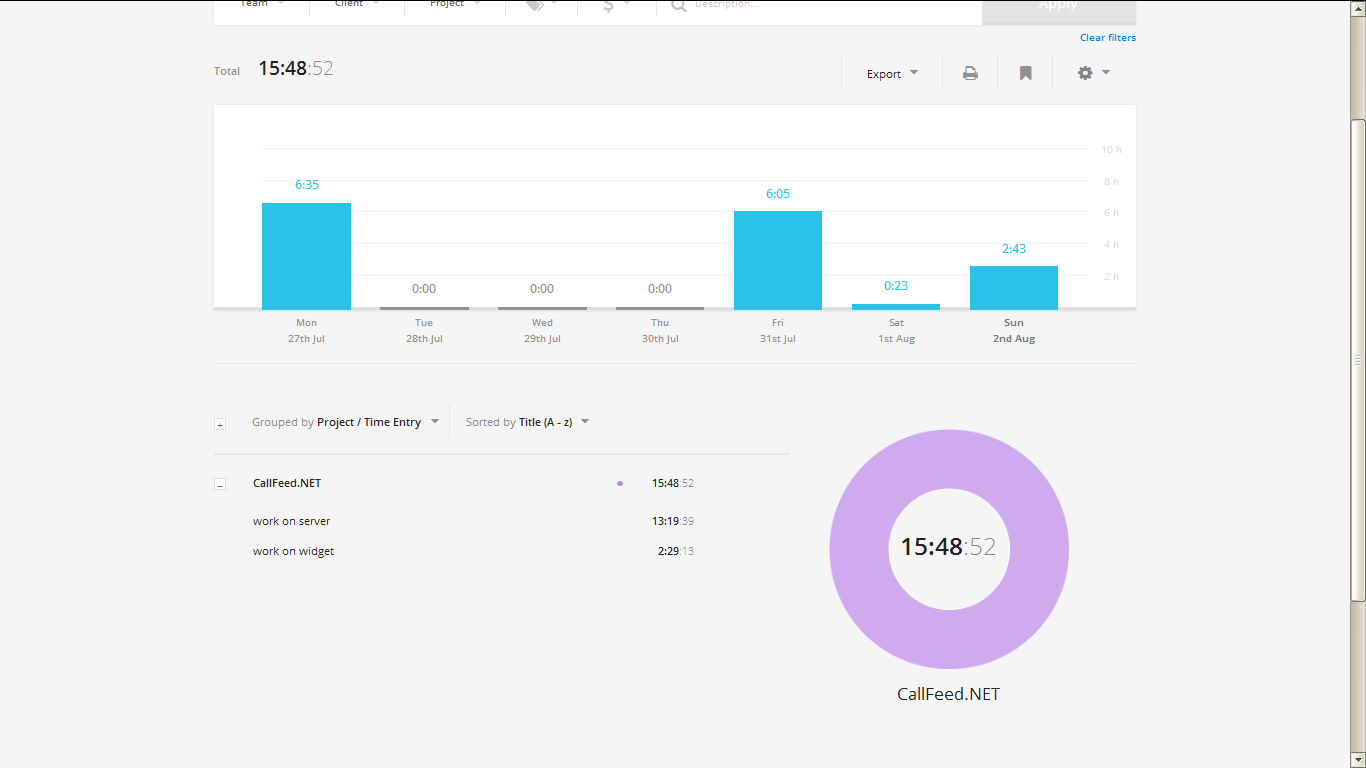 Team Client Project $ Description... Apply
Clear filters
Total 15:48:52 Export
10 h
8 h
6:35
6:05
6 h
4 h
2:43
2 h
0:00 0:00 0:00 0:23
Mon Tue Wed Thu Fri Sat Sun
27th Jul 28th Jul 29th Jul 30th Jul 31st Jul 1st Aug 2nd Aug
+ Grouped by Project / Time Entry Sorted by Title (A - z)
CallFeed.NET 15:48:52
work on server 13:19:39
work on widget 2:29:13
15:48:52
CallFeed.NET